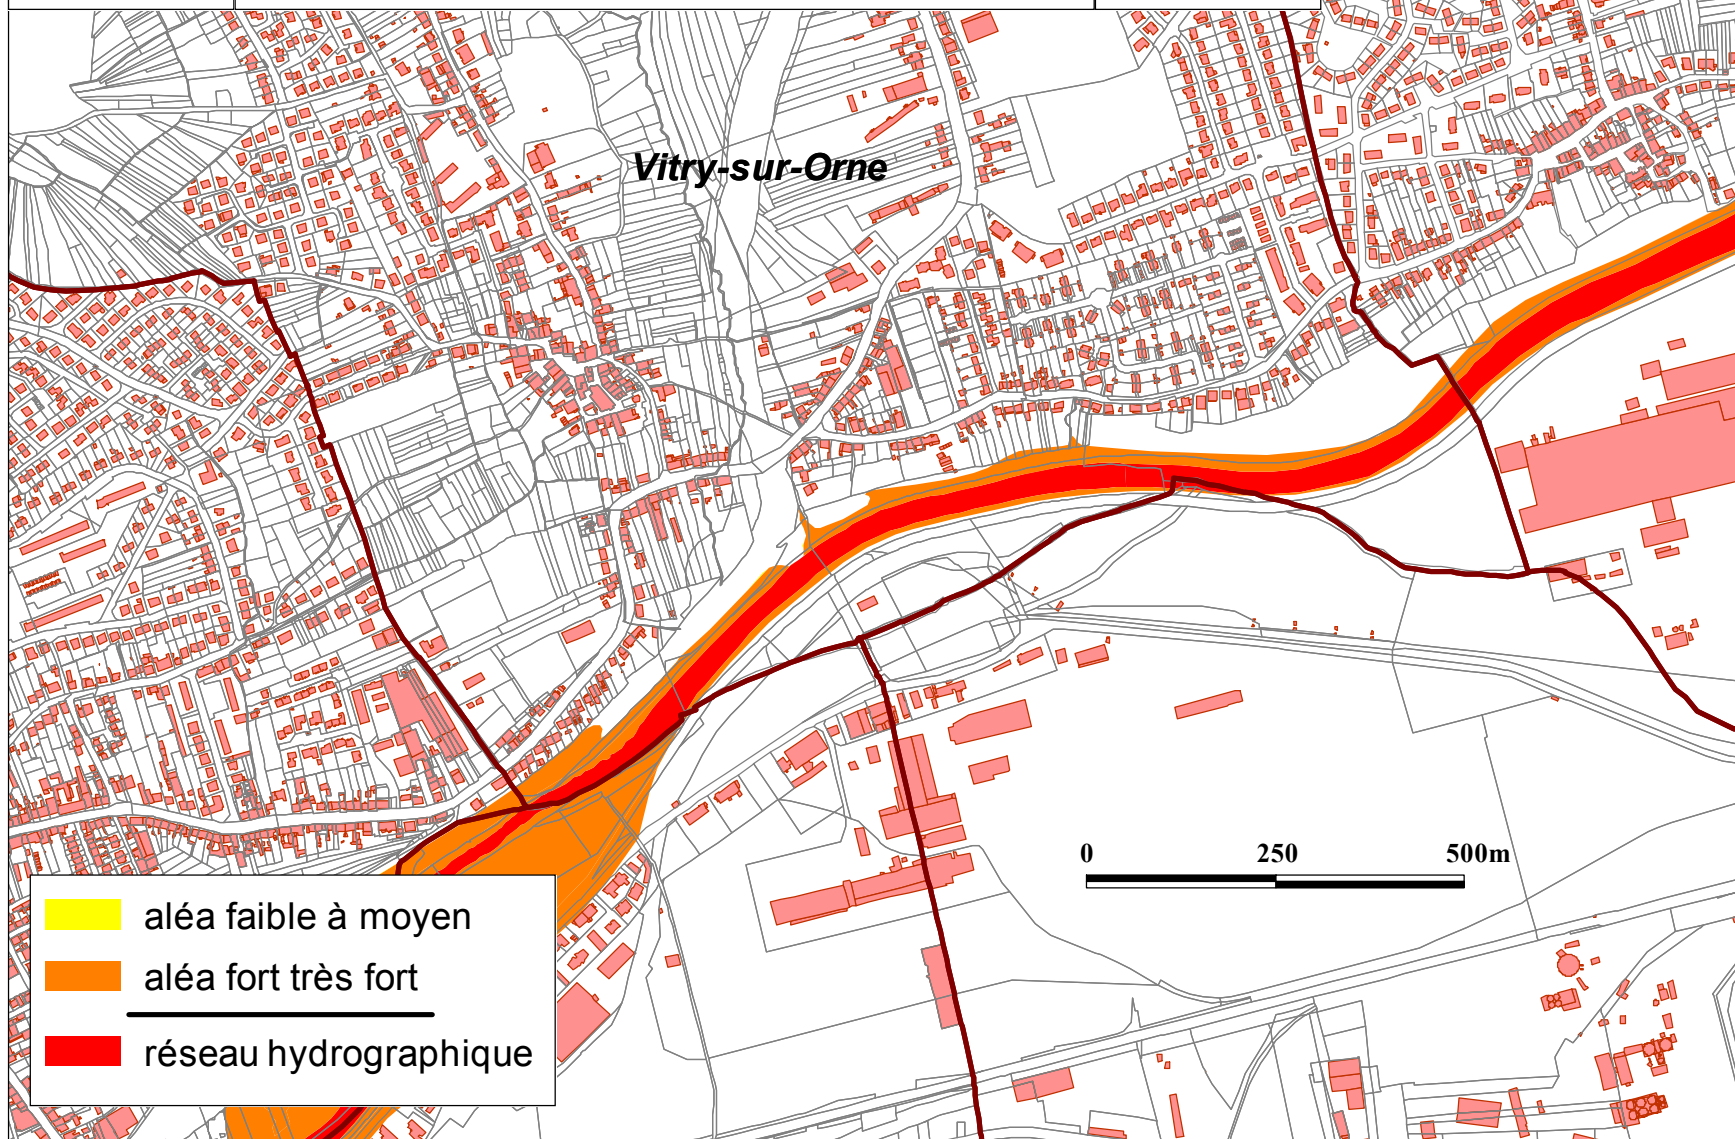 Vitry-sur-Orne
0 250 500m
aléa faible à moyen
aléa fort très fort
réseau hydrographique